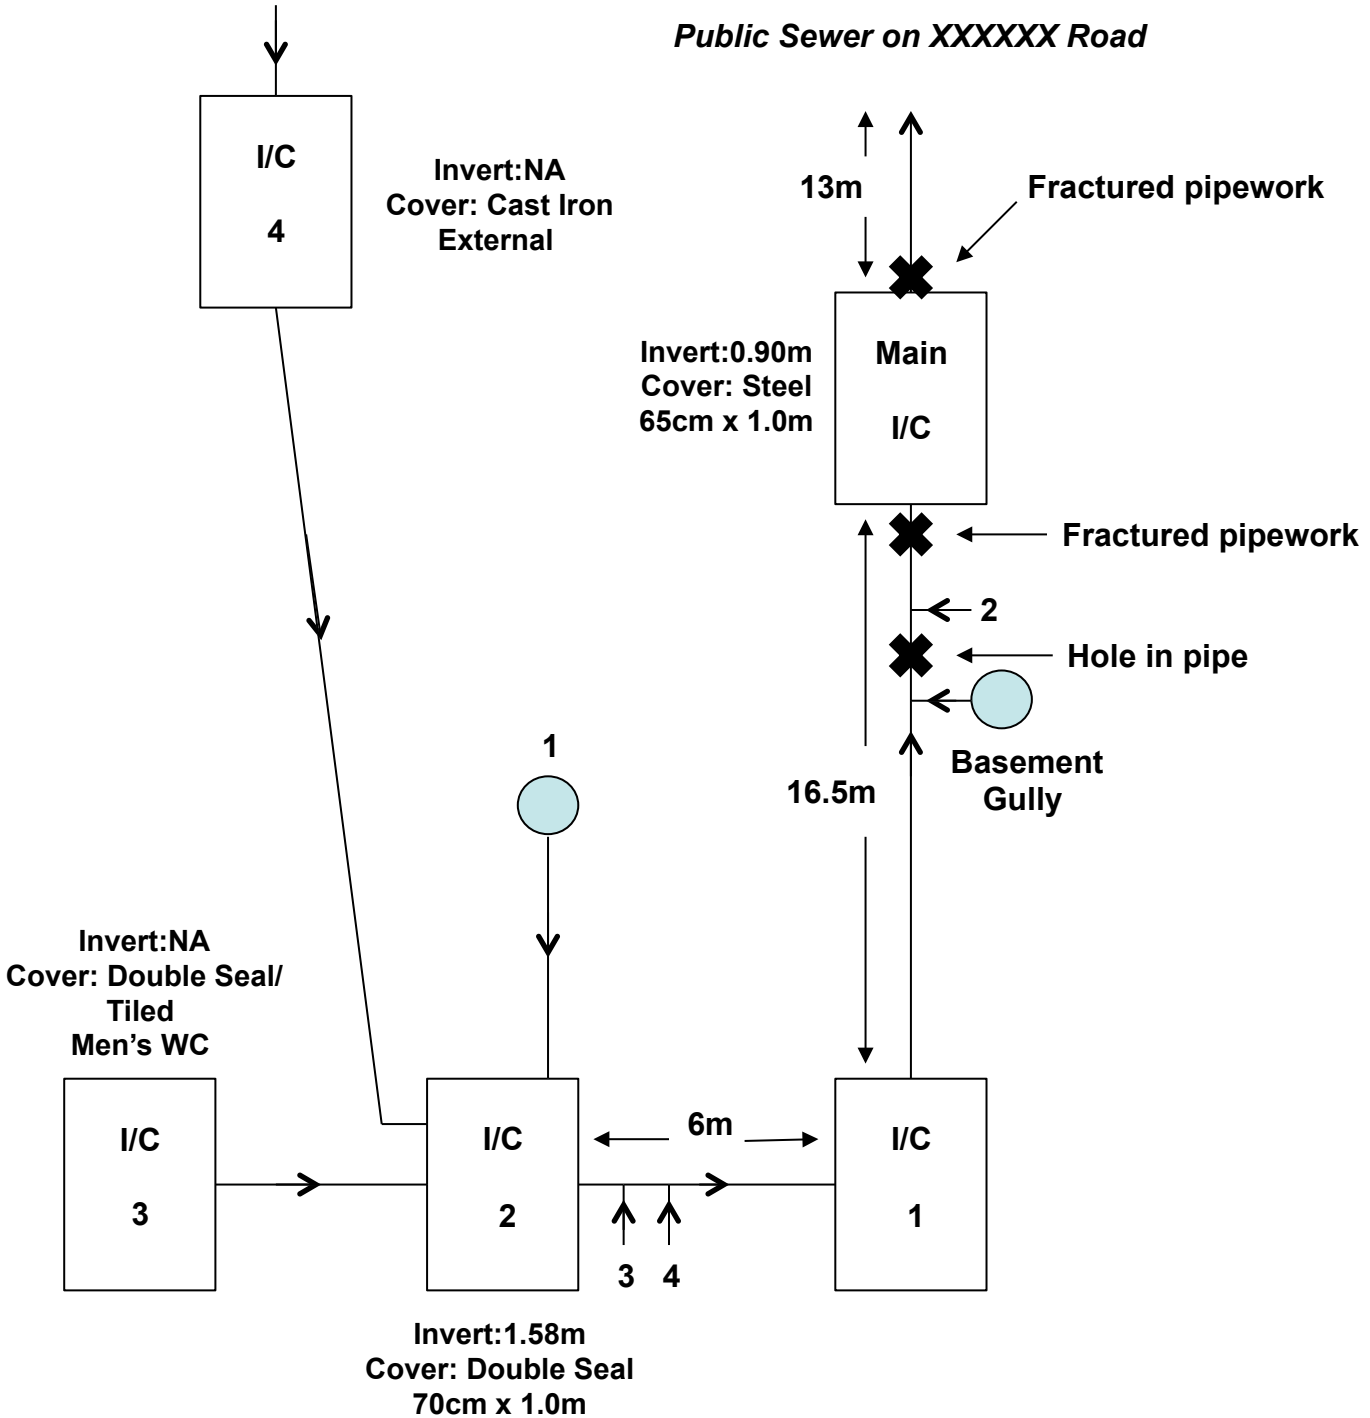 Public Sewer on XXXXXX Road
I/C
4
Invert:NA
Cover: Cast Iron
External
13m
Fractured pipework
Invert:0.90m
Cover: Steel
65cm x 1.0m
Main
I/C
Fractured pipework
2
Hole in pipe
Basement
Gully
16.5m
1
Invert:NA
Cover: Double Seal/
Tiled
Men’s WC
I/C
3
I/C
2
6m
I/C
1
3 4
Invert:1.58m
Cover: Double Seal
70cm x 1.0m